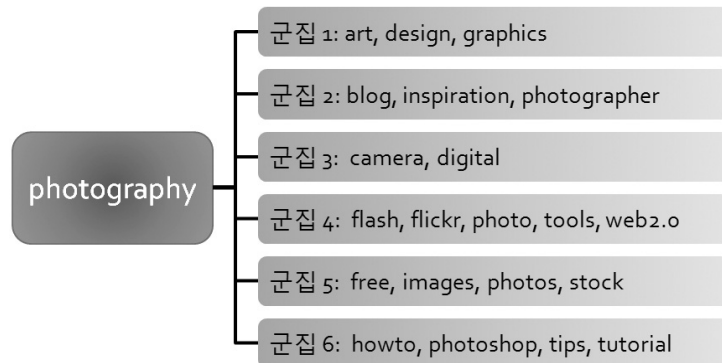 photography
군집 1: art, design, graphics
군집 2: blog, inspiration, photographer
군집 3: camera, digital
군집 4: flash, flickr, photo, tools, web2.0
군집 5: free, images, photos, stock
군집 6: howto, photoshop, tips, tutorial